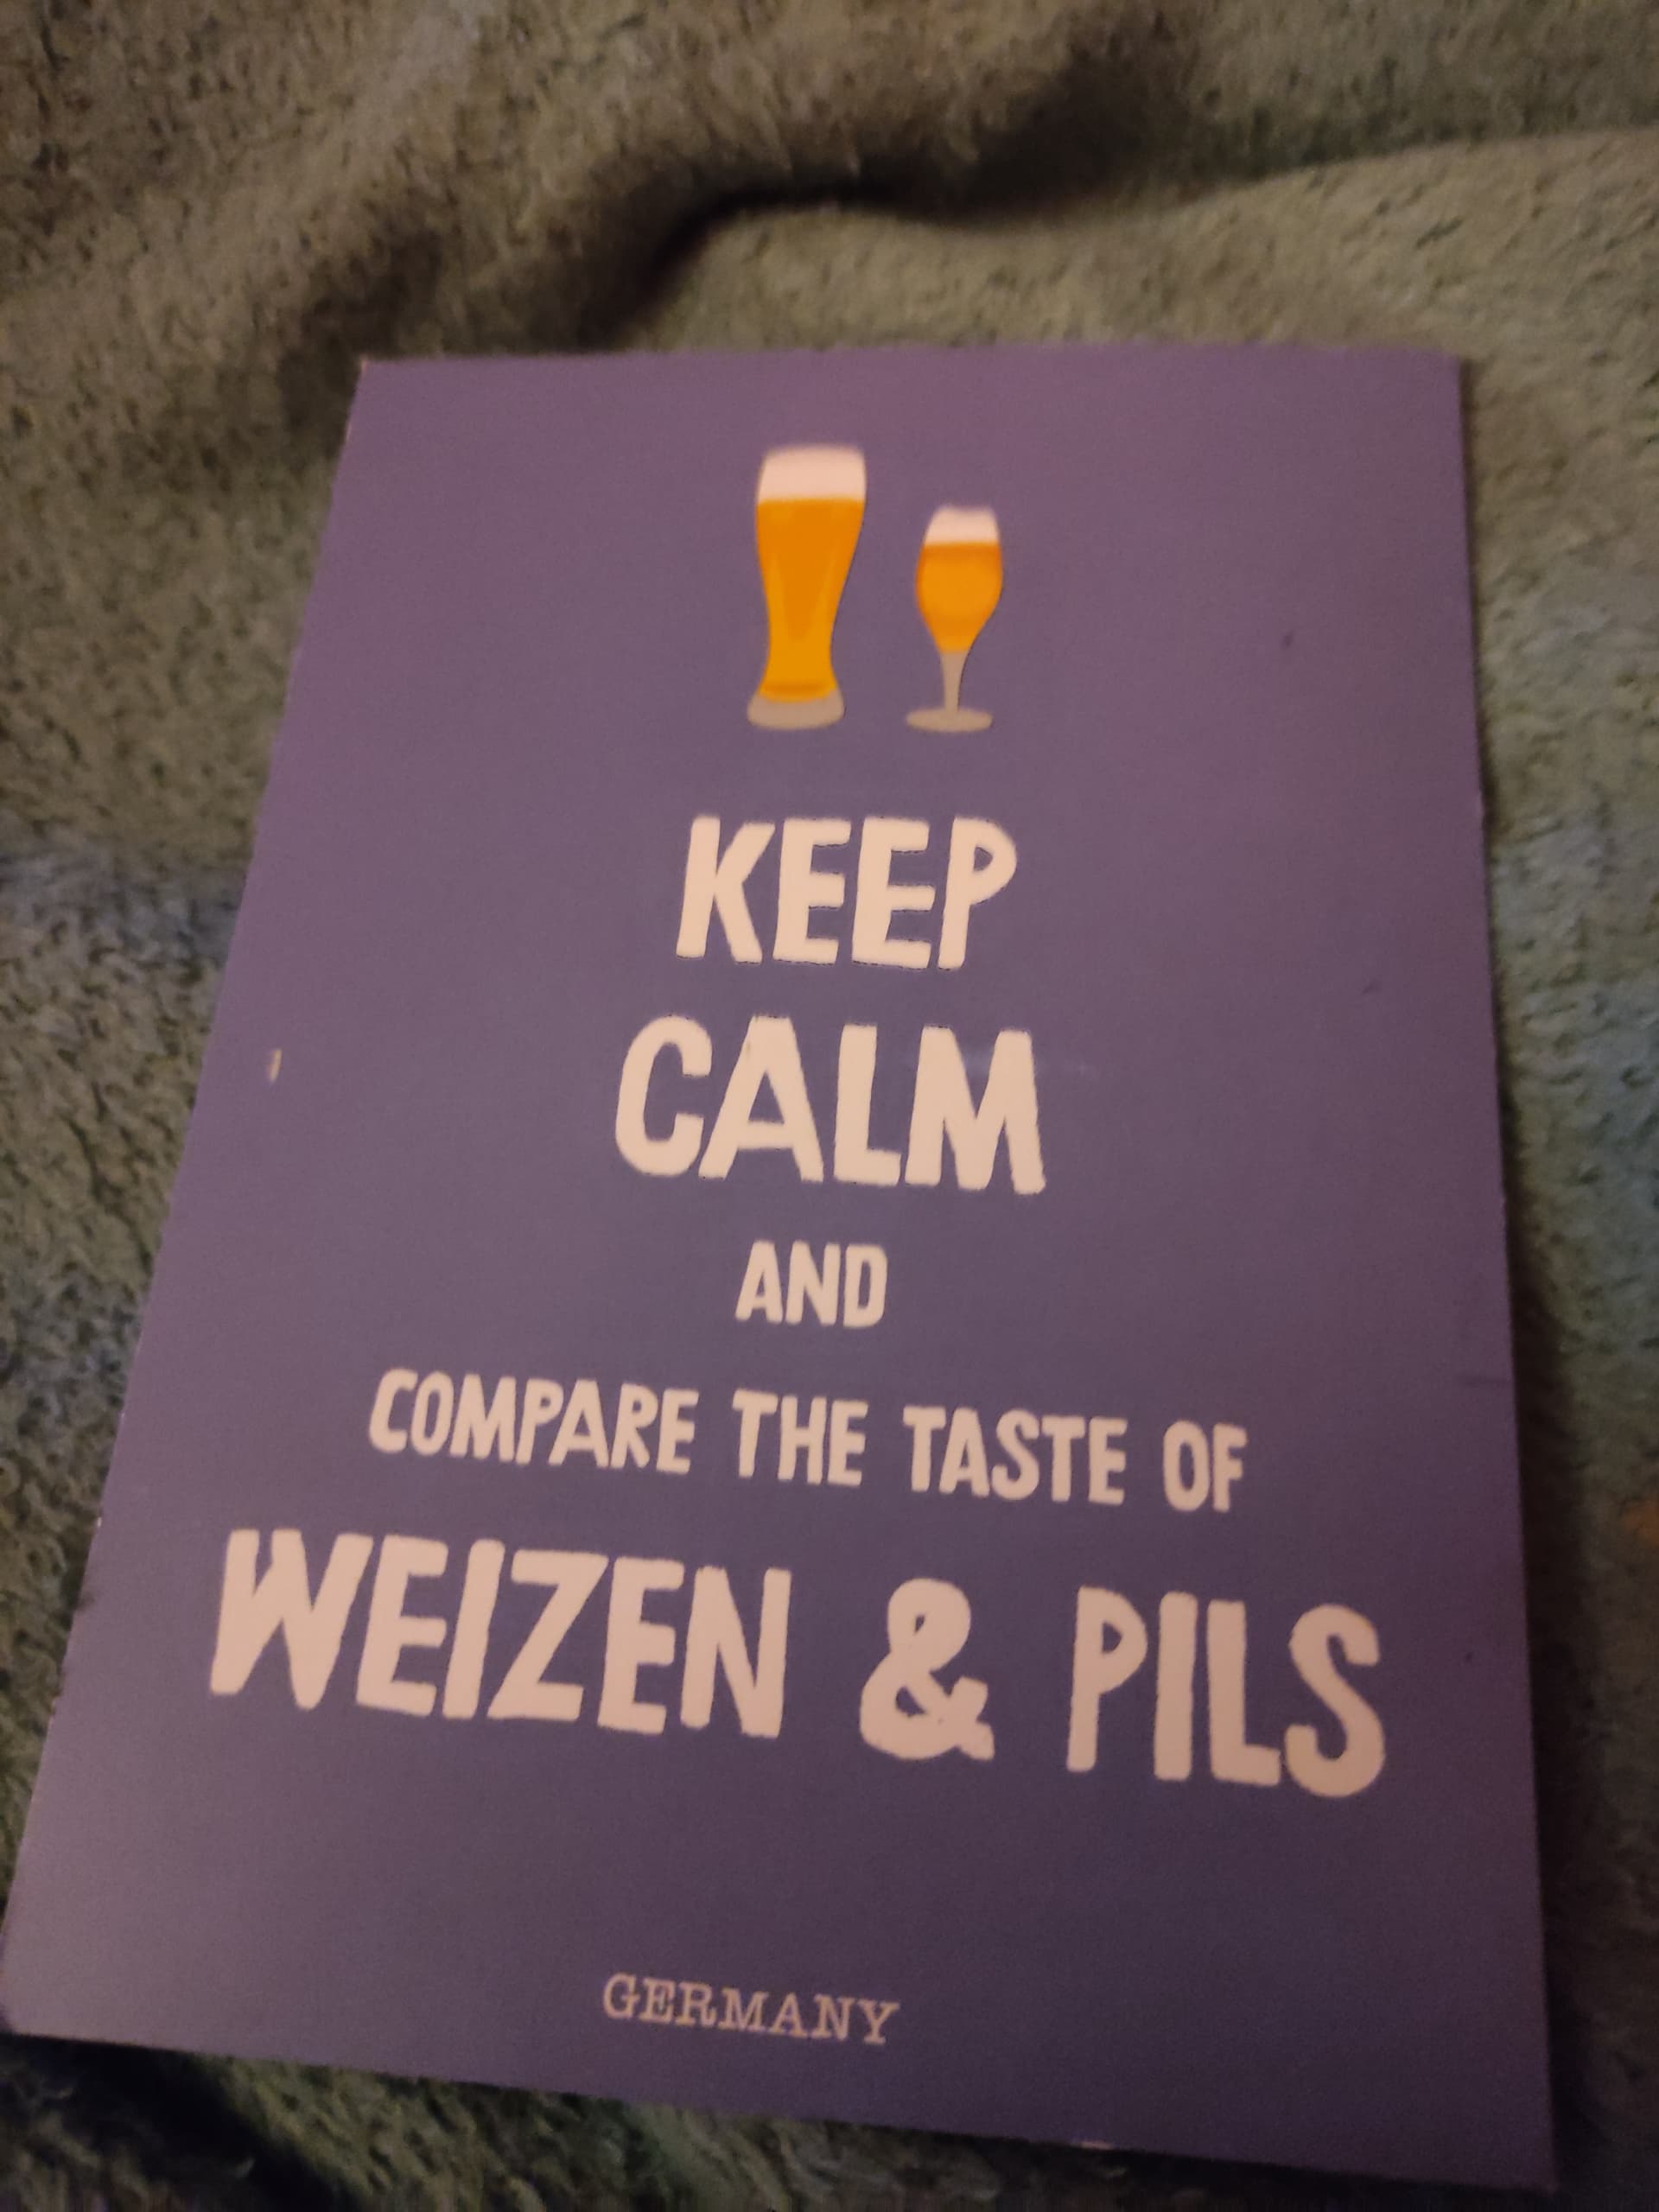 KEEP
CALM
AND
COMPARE THE TASTE OF
WEIZEN & PILS
GERMANY